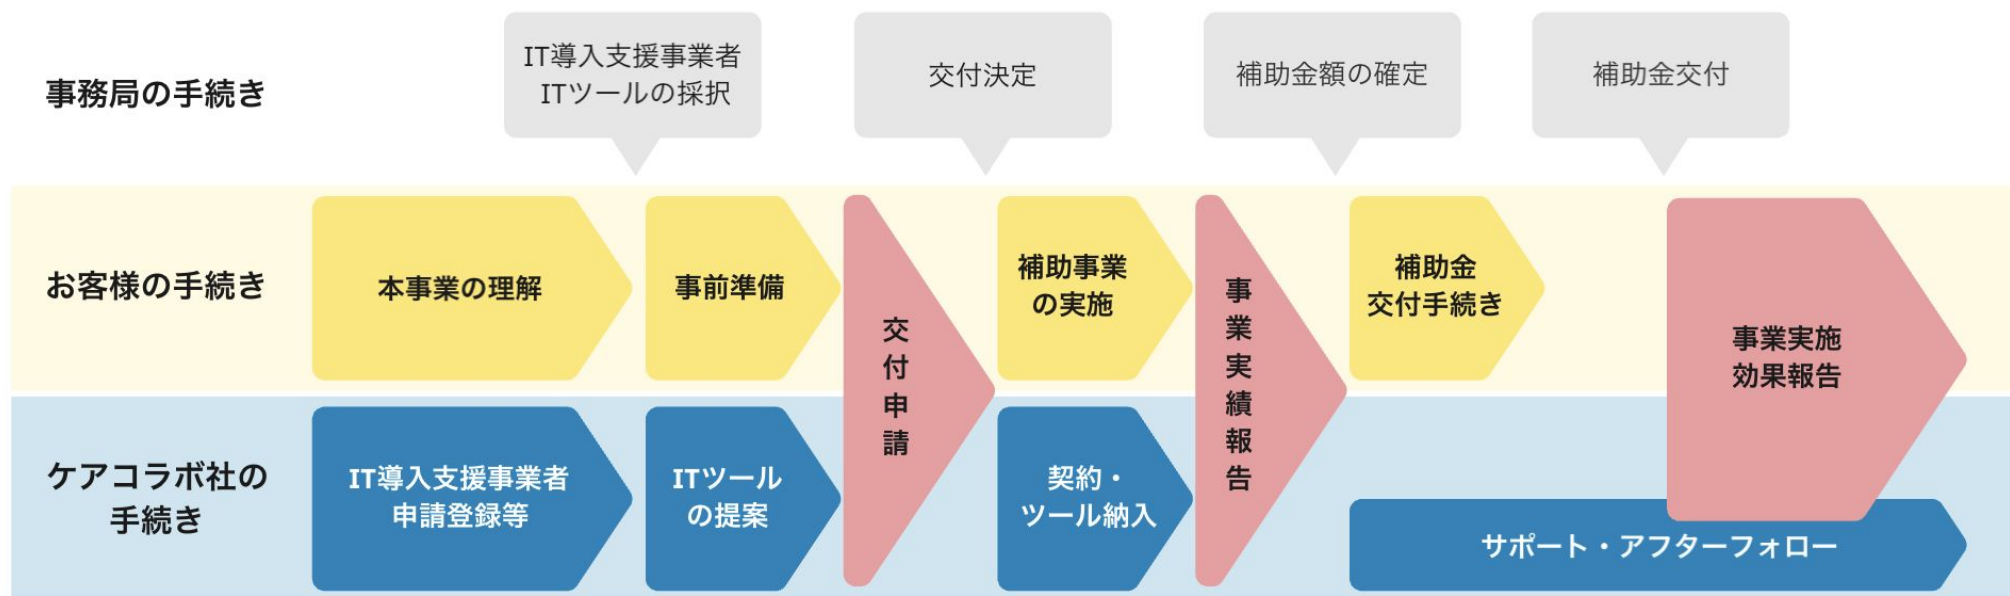 事務局の手続き
IT導入支援事業者
ITツールの採択
交付決定
補助金額の確定
補助金交付
お客様の手続き
本事業の理解
事前準備
交付申請
補助事業
の実施
事業実績報告
補助金
交付手続き
事業実施
効果報告
ケアコラボ社の
手続き
IT導入支援事業者
申請登録等
ITツール
の提案
契約・
ツール納入
サポート・アフターフォロー